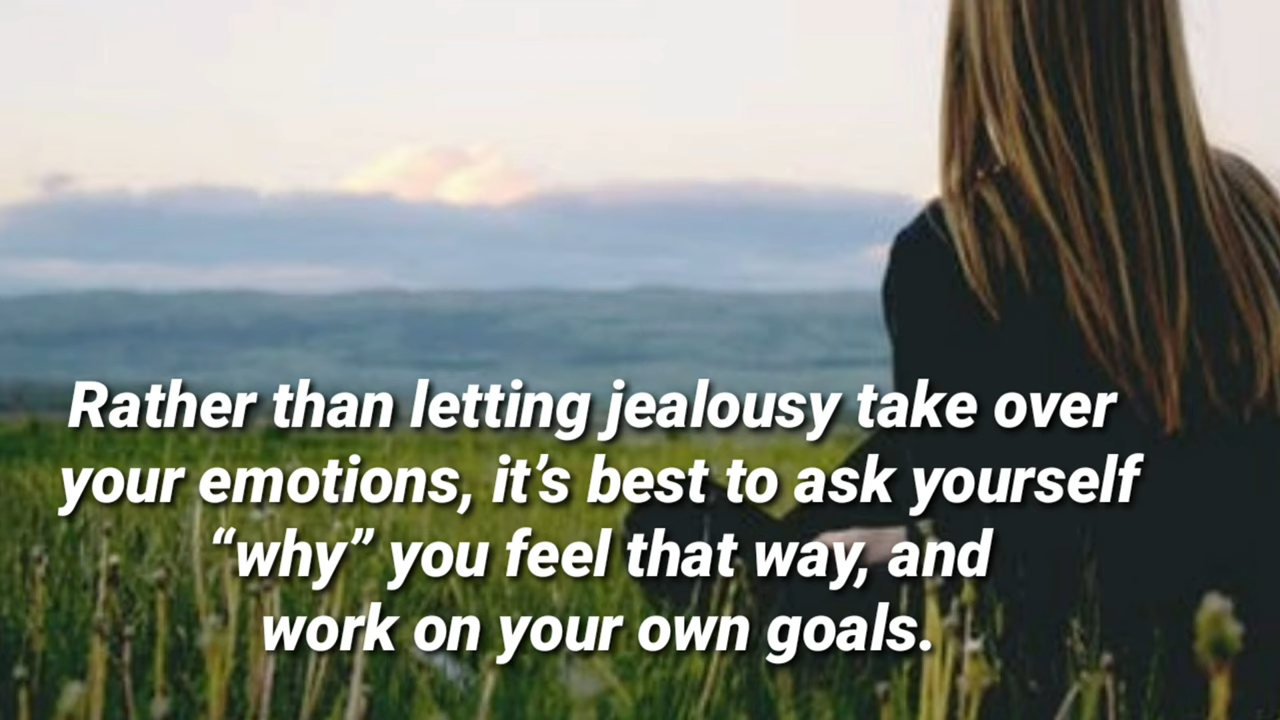 Rather than letting jealousy take over
your emotions, it’s best to ask yourself
“why” you feel that way, and
work on your own goals.